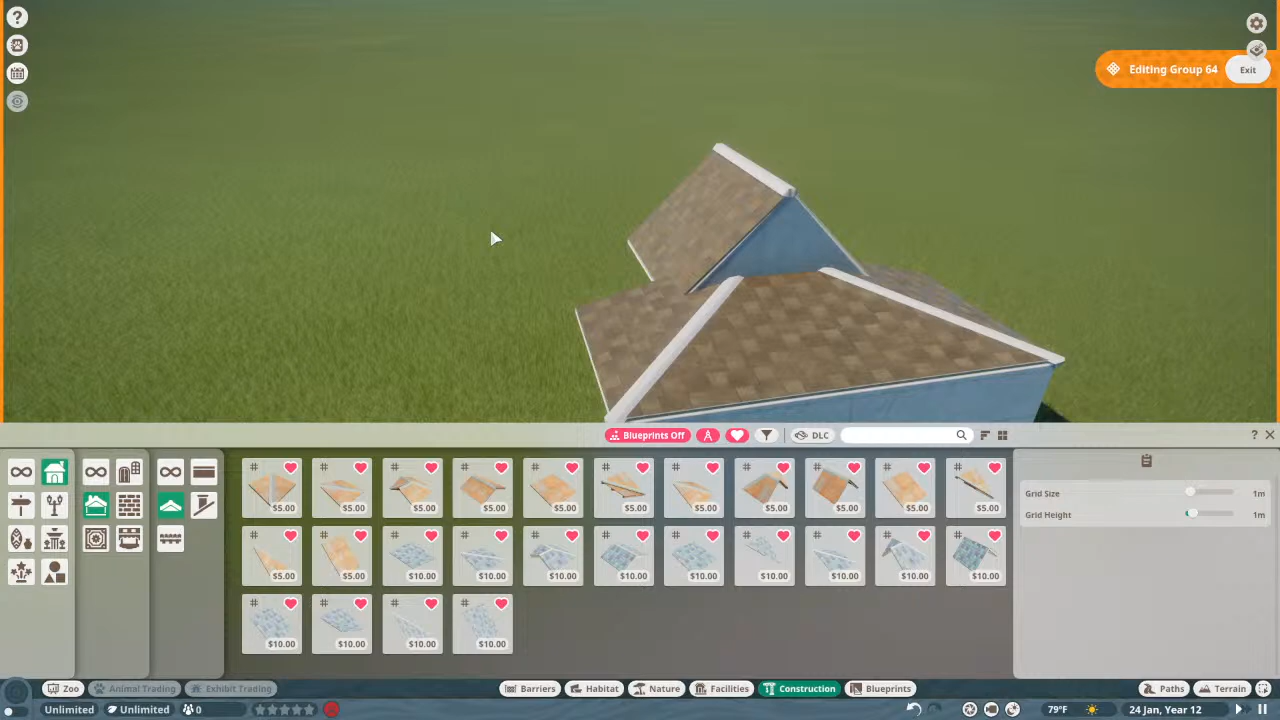 ?
Editing Group 64 Exit
Blueprints Off DLC ? ×
$5.00 $5.00 $5.00 $5.00 $5.00 $5.00 $5.00 $5.00 $5.00 $5.00 $5.00
Grid Size 1m
Grid Height 1m
$5.00 $5.00 $10.00 $10.00 $10.00 $10.00 $10.00 $10.00 $10.00 $10.00 $10.00
$10.00 $10.00 $10.00 $10.00
Zoo Animal Trading Exhibit Trading Barriers Habitat Nature Facilities Construction Blueprints Paths Terrain
Unlimited Unlimited 0 79°F 24 Jan, Year 12